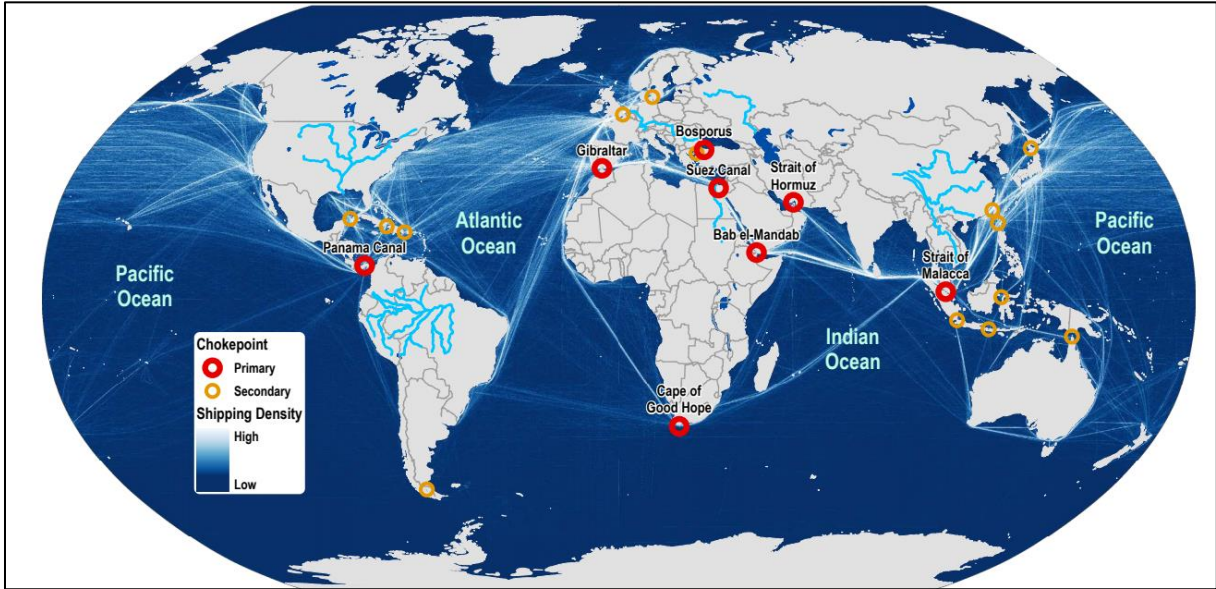 Bosporus
Gibraltar
Suez Canal
Strait of
Hormuz
Atlantic
Ocean
Bab el-Mandab
Pacific
Ocean
Panama Canal
Strait of
Malacca
Pacific
Ocean
Indian
Ocean
Chokepoint
Primary
Secondary
Shipping Density
High
Low
Cape of
Good Hope